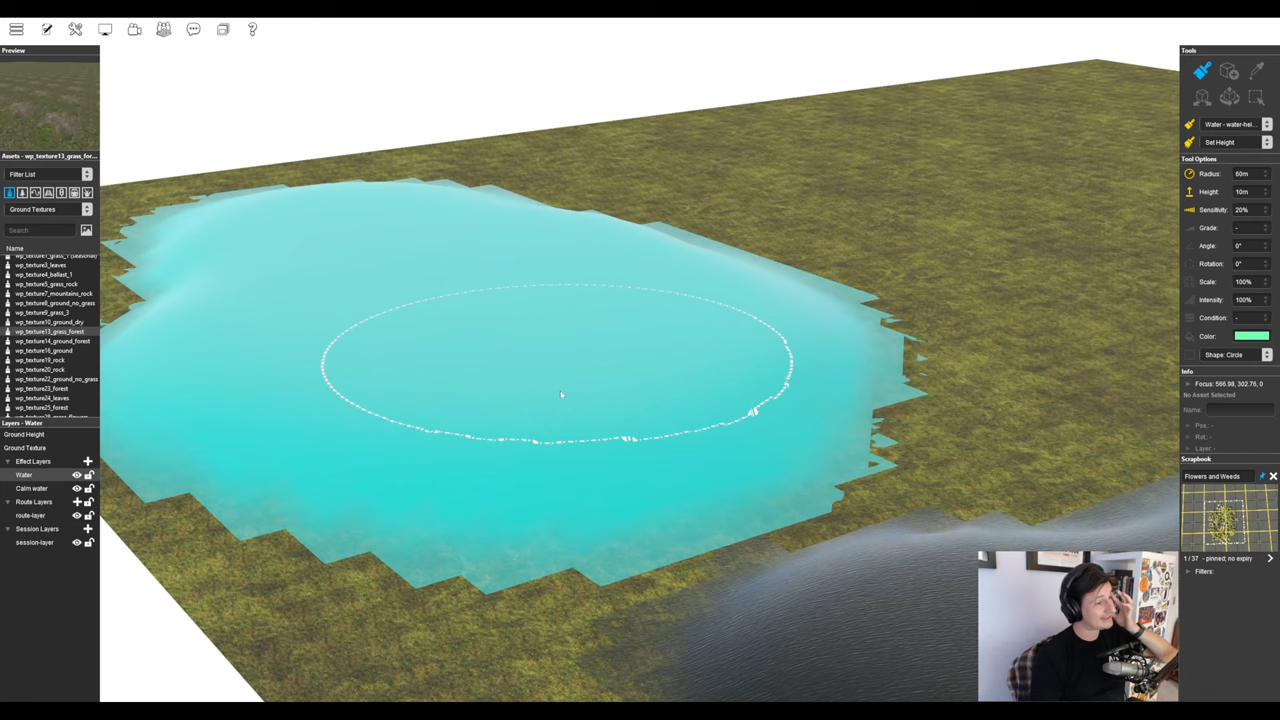 Preview
Assets - wp_texture13_grass_for...
Filter List
Ground Textures
Search
Name
wp_texture1_grass_1 (seasonal)
wp_texture3_leaves
wp_texture4_ballast_1
wp_texture5_grass_rock
wp_texture7_mountains_rock
wp_texture8_ground_no_grass
wp_texture9_grass_3
wp_texture10_ground_dry
wp_texture13_grass_forest
wp_texture14_ground_forest
wp_texture16_ground
wp_texture19_rock
wp_texture20_rock
wp_texture22_ground_no_grass
wp_texture23_forest
wp_texture24_leaves
wp_texture25_forest
Layers - Water
Ground Height
Ground Texture
Effect Layers
Water
Calm water
Route Layers
route-layer
Session Layers
session-layer
Tools
Water - water-hei...
Set Height
Tool Options
Radius: 60m
Height: 10m
Sensitivity: 20%
Grade: -
Angle: 0°
Rotation: 0°
Scale: 100%
Intensity: 100%
Condition: -
Color:
Shape: Circle
Info
Focus: 566.98, 302.76, 0
No Asset Selected
Name:
Pos.: -
Rot.: -
Layer: -
Scrapbook
Flowers and Weeds
1 / 37 - pinned; no expiry
Filters: